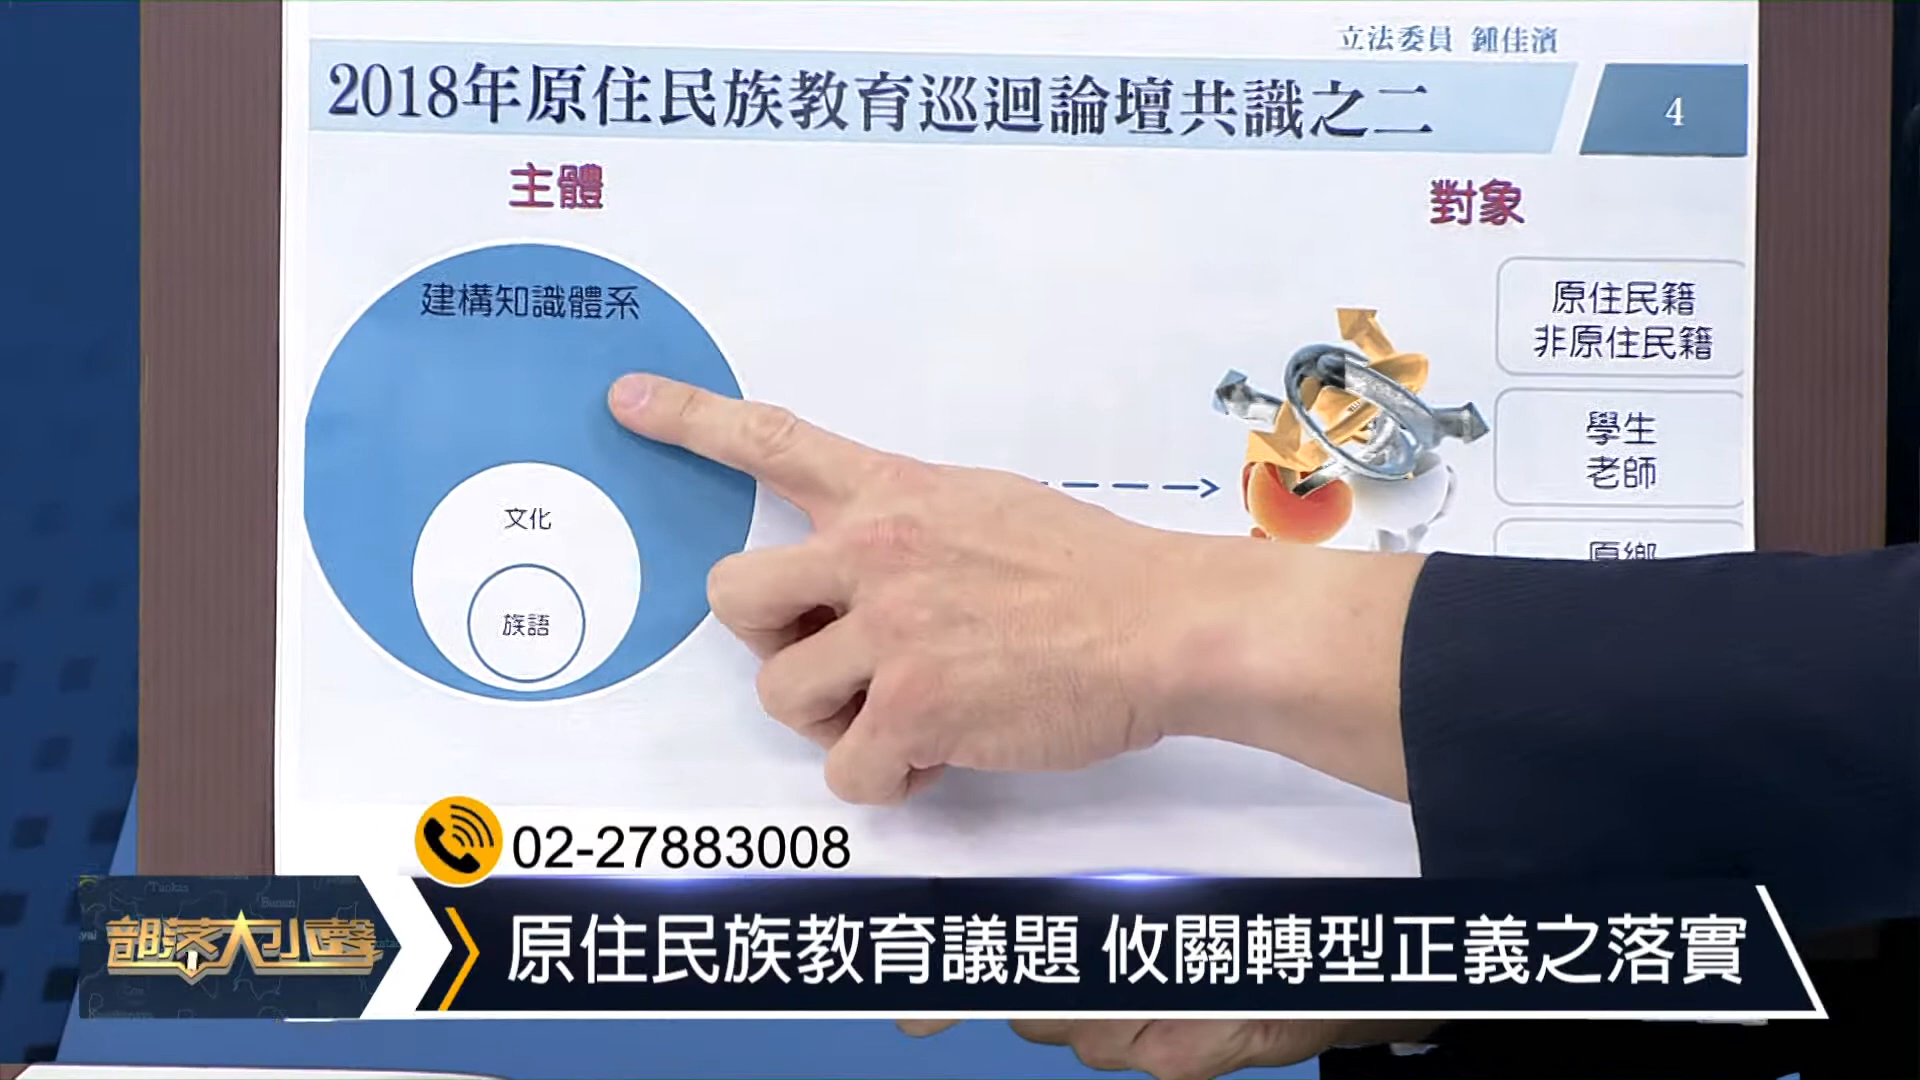 立法委員 鍾佳濱
2018年原住民族教育巡迴論壇共識之二
4
主體
對象
建構知識體系
文化
族語
原住民籍
非原住民籍
學生
老師
原鄉
02-27883008
部落大小聲
原住民族教育議題 攸關轉型正義之落實